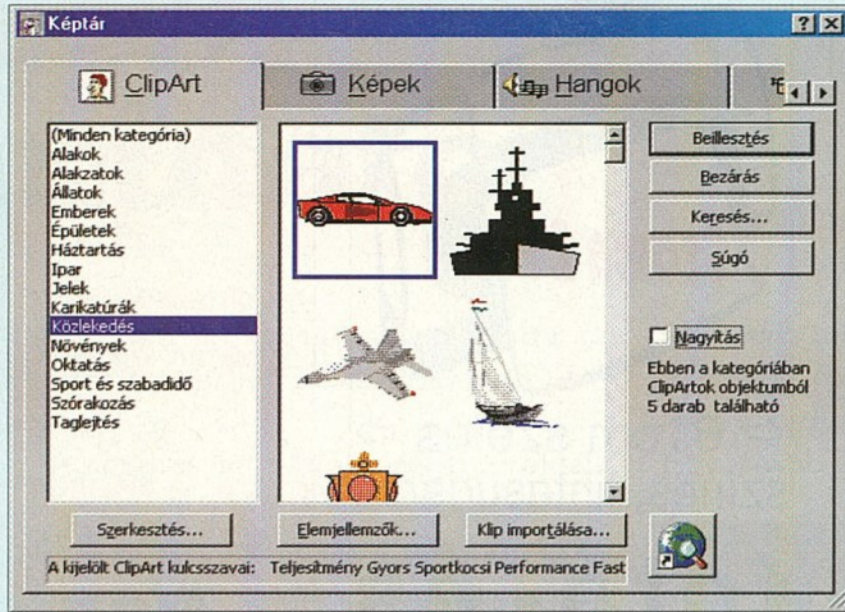 Képtár
ClipArt
Képek
Hangok
(Minden kategória)
Alakok
Alakzatok
Állatok
Emberek
Épületek
Háztartás
Ipar
Jelek
Karikatúrák
Közlekedés
Növények
Oktatás
Sport és szabadidő
Szórakozás
Taglejtés
Beillesztés
Bezárás
Keresés...
Súgó
Nagyítás
Ebben a kategóriában
ClipArtok objektumból
5 darab található
Szerkesztés...
Elemjellemzők...
Klip importálása...
A kijelölt ClipArt kulcsszavai: Teljesítmény Gyors Sportkocsi Performance Fast